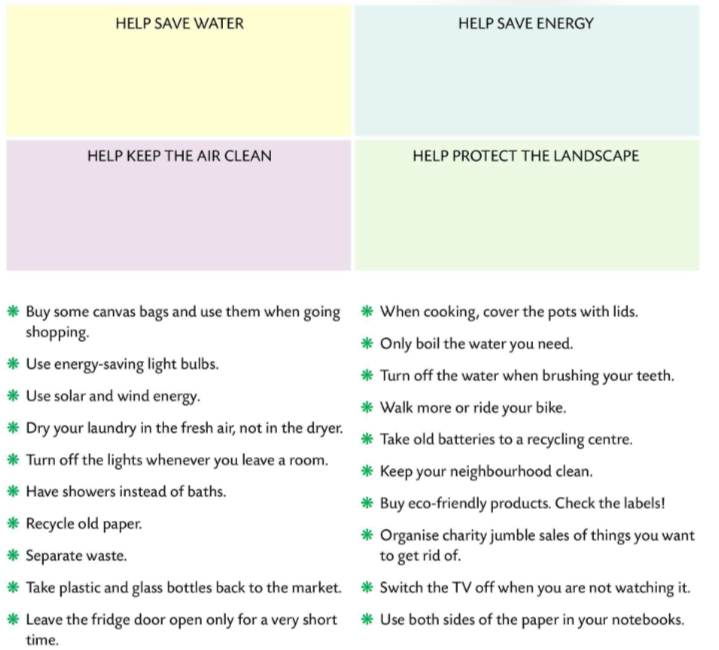 HELP SAVE WATER
HELP SAVE ENERGY
HELP KEEP THE AIR CLEAN
HELP PROTECT THE LANDSCAPE
Buy some canvas bags and use them when going
shopping.
Use energy-saving light bulbs.
Use solar and wind energy.
Dry your laundry in the fresh air, not in the dryer.
Turn off the lights whenever you leave a room.
Have showers instead of baths.
Recycle old paper.
Separate waste.
Take plastic and glass bottles back to the market.
Leave the fridge door open only for a very short
time.
When cooking, cover the pots with lids.
Only boil the water you need.
Turn off the water when brushing your teeth.
Walk more or ride your bike.
Take old batteries to a recycling centre.
Keep your neighbourhood clean.
Buy eco-friendly products. Check the labels!
Organise charity jumble sales of things you want
to get rid of.
Switch the TV off when you are not watching it.
Use both sides of the paper in your notebooks.